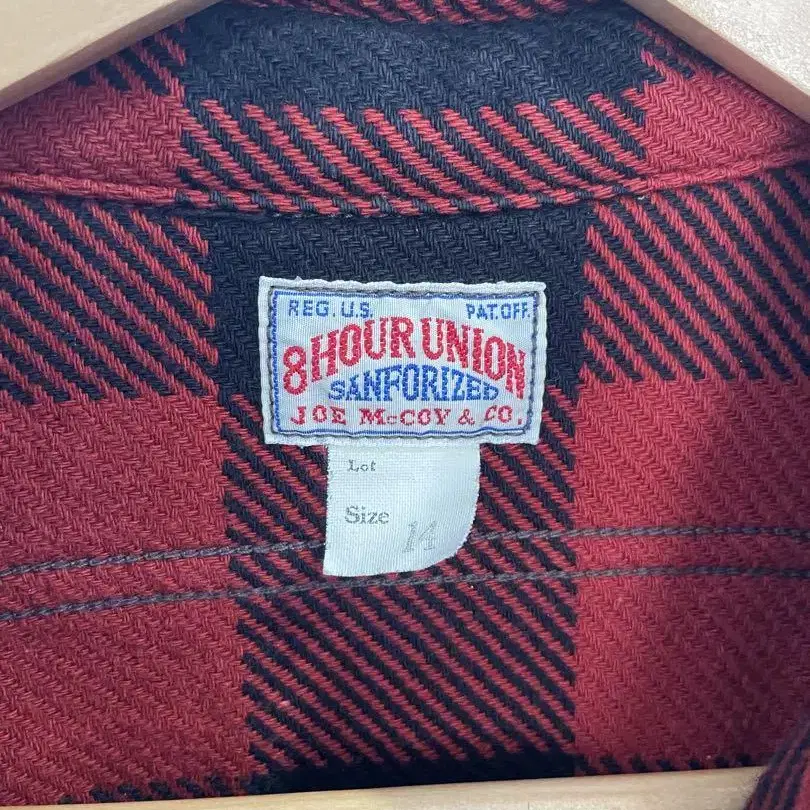 REG. U.S. PAT. OFF.
8 HOUR UNION
SANFORIZED
JOE McCOY & CO.
Lot
Size 14